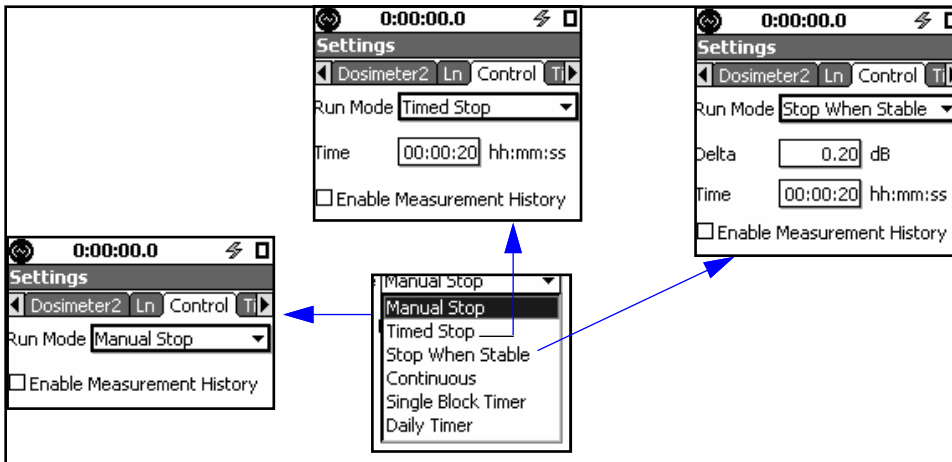 0:00:00.0
Settings
Dosimeter2 Ln Control Ti
Run Mode Timed Stop
Time 00:00:20 hh:mm:ss
Enable Measurement History
0:00:00.0
Settings
Dosimeter2 Ln Control Ti
Run Mode Stop When Stable
Delta 0.20 dB
Time 00:00:20 hh:mm:ss
Enable Measurement History
0:00:00.0
Settings
Dosimeter2 Ln Control Ti
Run Mode Manual Stop
Enable Measurement History
Manual Stop
Manual Stop
Timed Stop
Stop When Stable
Continuous
Single Block Timer
Daily Timer